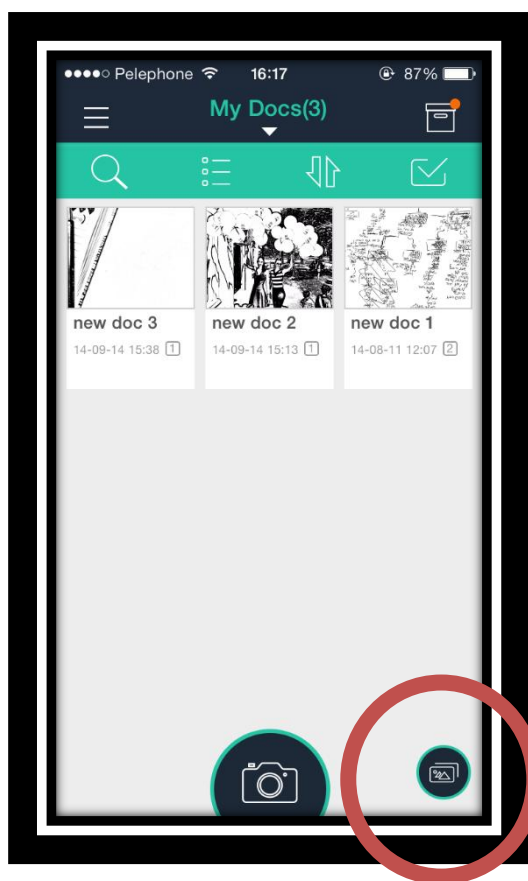 Pelephone 16:17 87%
My Docs(3)
new doc 3 new doc 2 new doc 1
14-09-14 15:38 1 14-09-14 15:13 1 14-08-11 12:07 2